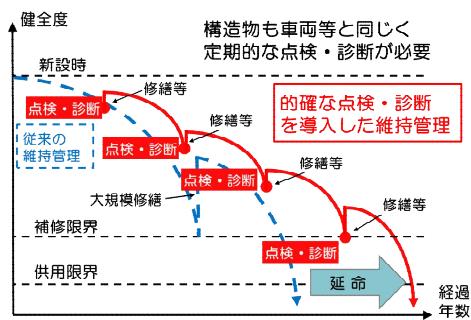 健全度
構造物も車両等と同じく
定期的な点検・診断が必要
新設時
修繕等
的確な点検・診断
を導入した維持管理
点検・診断
修繕等
従来の
維持管理
点検・診断
修繕等
点検・診断
大規模修繕
修繕等
補修限界
点検・診断
供用限界
延命
経過
年数